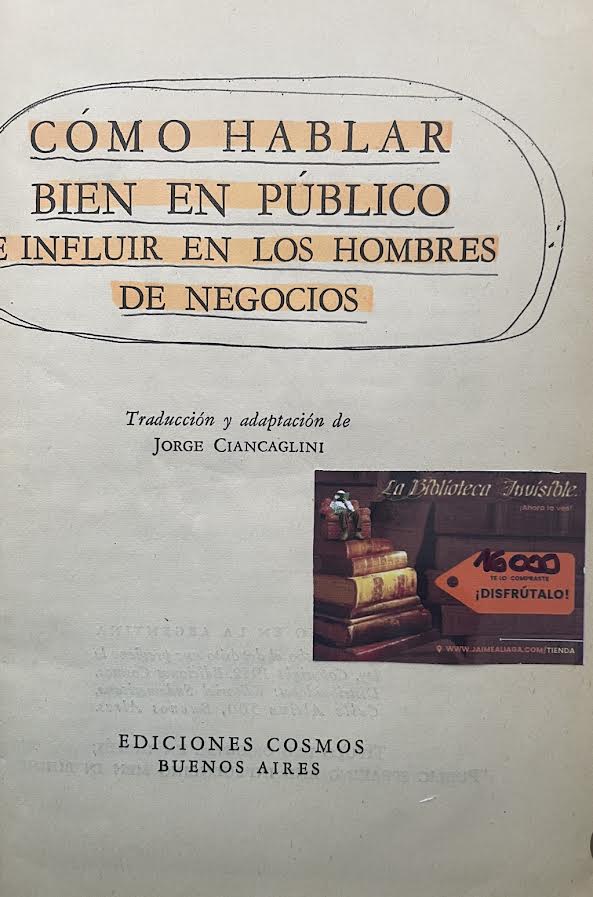 CÓMO HABLAR
BIEN EN PÚBLICO
E INFLUIR EN LOS HOMBRES
DE NEGOCIOS
Traducción y adaptación de
JORGE CIANCAGLINI
La Biblioteca Invisible
¡Ahora la ves!
16000
TE LO COMPRASTE
¡DISFRÚTALO!
WWW.JAIMEALIAGA.COM/TIENDA
EDICIONES COSMOS
BUENOS AIRES